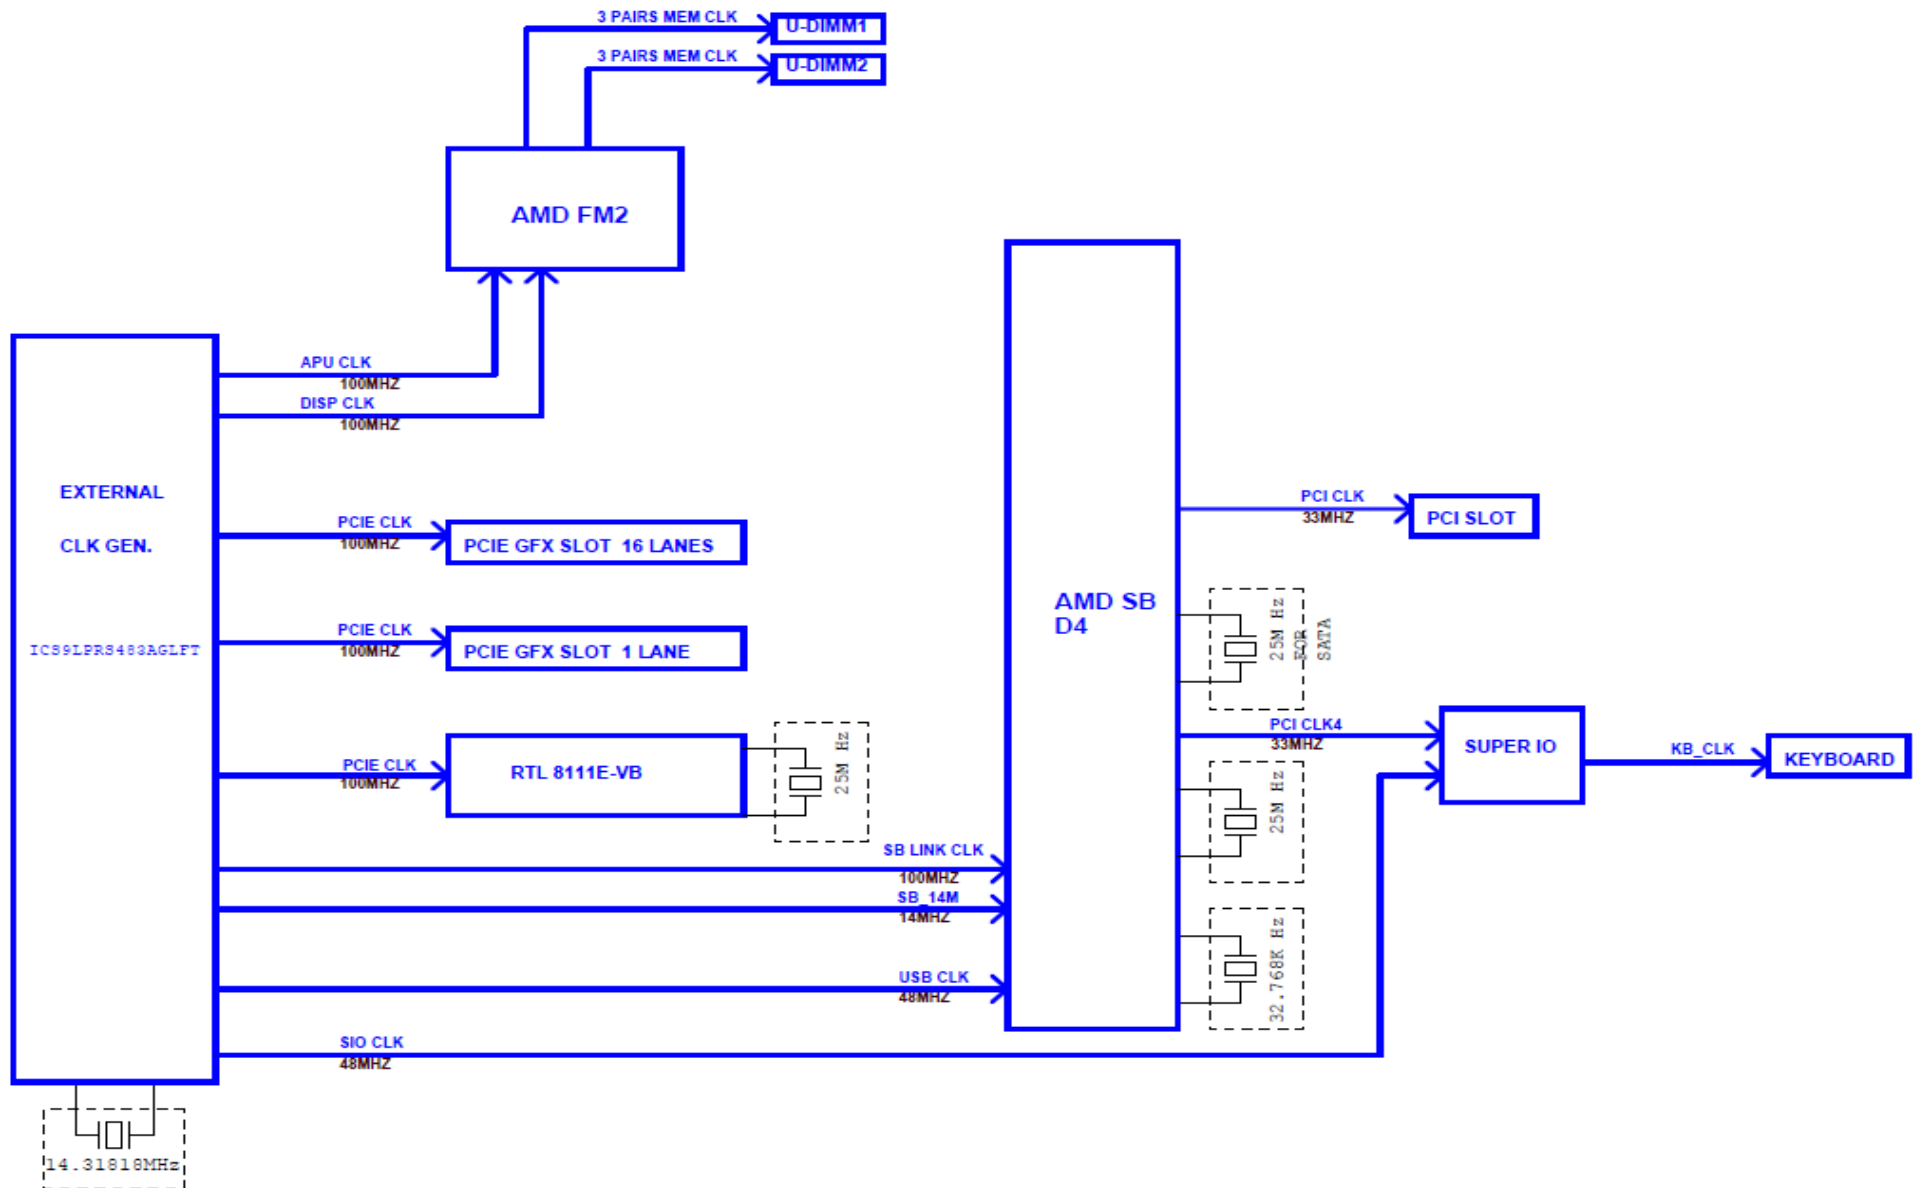 3 PAIRS MEM CLK
U-DIMM1
3 PAIRS MEM CLK
U-DIMM2
AMD FM2
APU CLK
100MHZ
DISP CLK
100MHZ
EXTERNAL
CLK GEN.
ICS9LPRS483AGLFT
PCIE CLK
100MHZ
PCIE GFX SLOT 16 LANES
PCIE CLK
100MHZ
PCIE GFX SLOT 1 LANE
PCIE CLK
100MHZ
RTL 8111E-VB
25M Hz
SB LINK CLK
100MHZ
SB_14M
14MHZ
USB CLK
48MHZ
SIO CLK
48MHZ
14.31818MHz
AMD SB
D4
PCI CLK
33MHZ
PCI SLOT
25M Hz
FOR
SATA
PCI CLK4
33MHZ
SUPER IO
KB_CLK
KEYBOARD
25M Hz
32.768K Hz